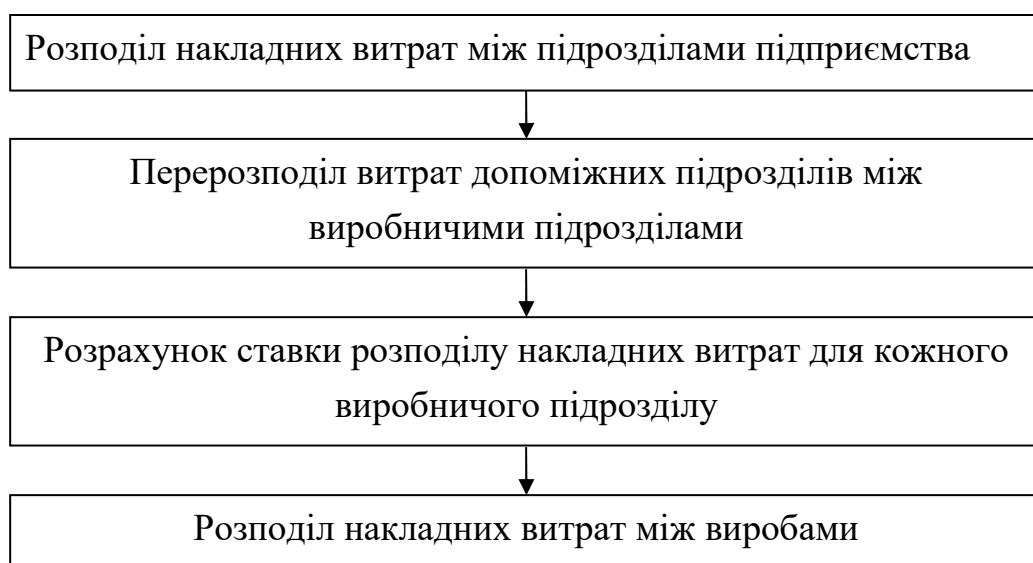 Розподіл накладних витрат між підрозділами підприємства
Перерозподіл витрат допоміжних підрозділів між
виробничими підрозділами
Розрахунок ставки розподілу накладних витрат для кожного
виробничого підрозділу
Розподіл накладних витрат між виробами